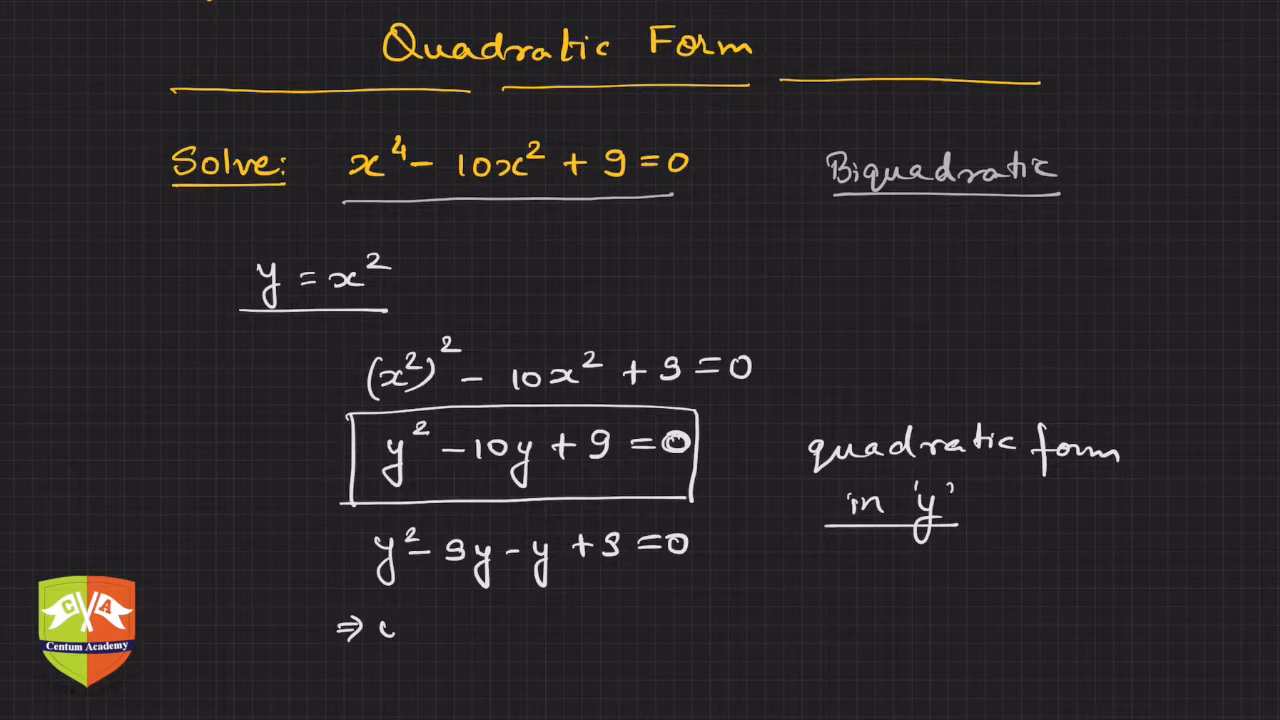 Quadratic Form
Solve: x⁴ - 10x² + 9 = 0
Biquadratic
y = x²
(x²)² - 10x² + 9 = 0
y² - 10y + 9 = 0
quadratic form
in 'y'
y² - 9y - y + 9 = 0
⇒
CA
Centum Academy